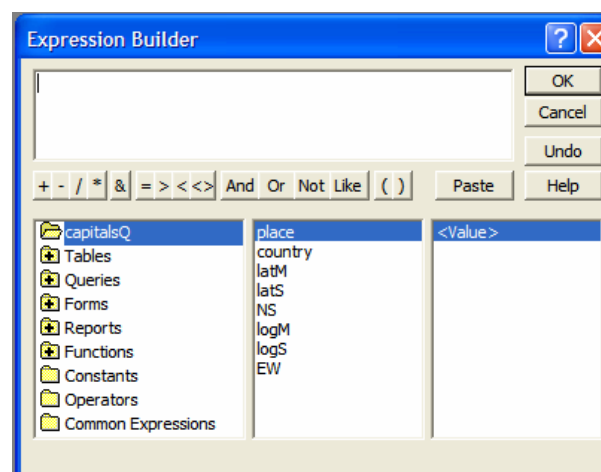 Expression Builder
?
OK
Cancel
Undo
+ - / * & = > < <> And Or Not Like ( ) Paste Help
capitalsQ
Tables
Queries
Forms
Reports
Functions
Constants
Operators
Common Expressions
place
country
latM
latS
NS
logM
logS
EW
<Value>